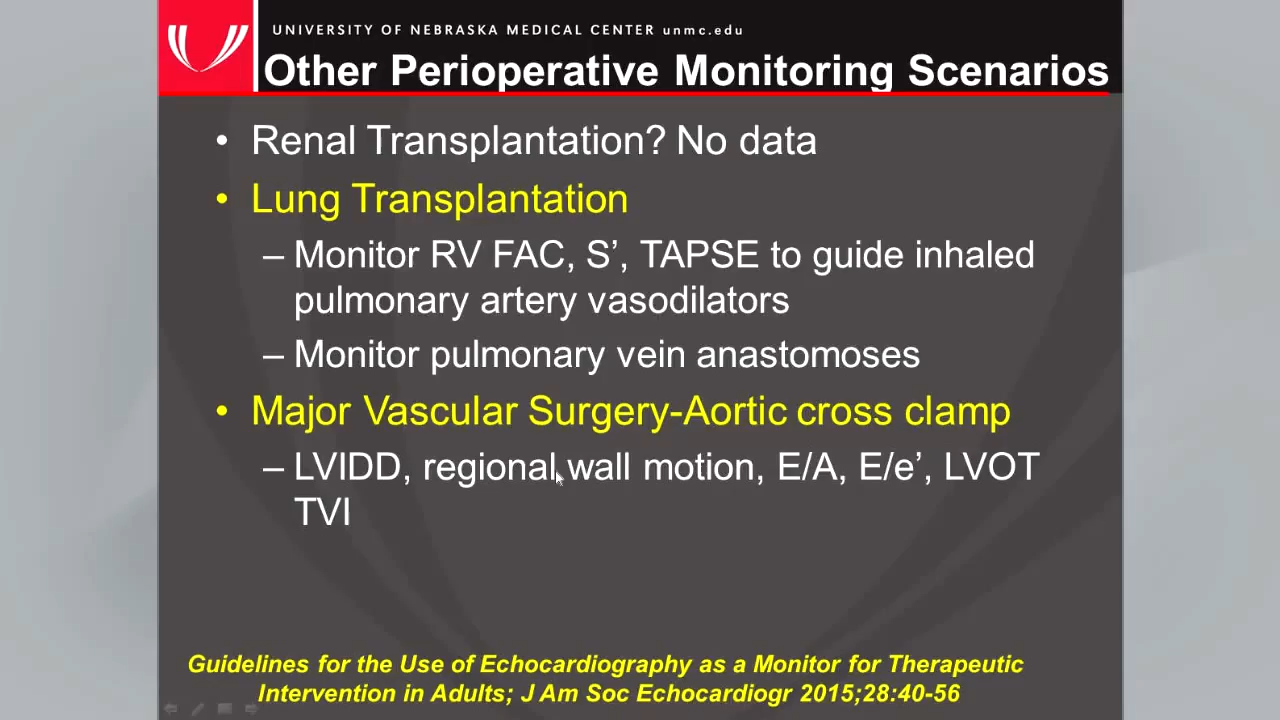 UNIVERSITY OF NEBRASKA MEDICAL CENTER unmc.edu
Other Perioperative Monitoring Scenarios
• Renal Transplantation? No data
• Lung Transplantation
– Monitor RV FAC, S’, TAPSE to guide inhaled
pulmonary artery vasodilators
– Monitor pulmonary vein anastomoses
• Major Vascular Surgery-Aortic cross clamp
– LVIDD, regional wall motion, E/A, E/e’, LVOT
TVI
Guidelines for the Use of Echocardiography as a Monitor for Therapeutic
Intervention in Adults; J Am Soc Echocardiogr 2015;28:40-56